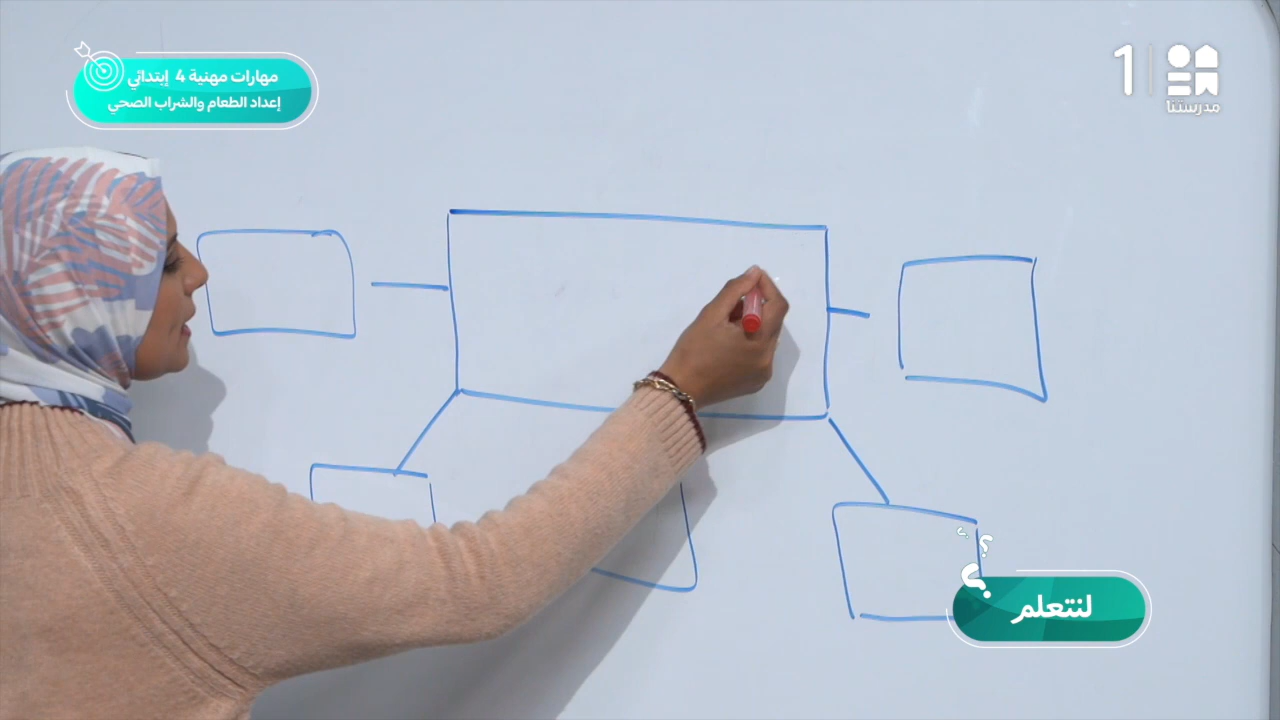 مهارات مهنية 4 إبتدائي
إعداد الطعام والشراب الصحي
1
مدرستنا
لنتعلم
؟
؟
؟